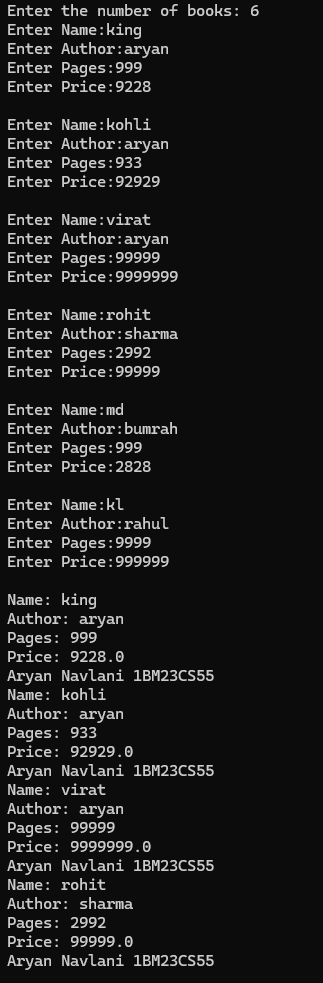 Enter the number of books: 6
Enter Name:king
Enter Author:aryan
Enter Pages:999
Enter Price:9228
Enter Name:kohli
Enter Author:aryan
Enter Pages:933
Enter Price:92929
Enter Name:virat
Enter Author:aryan
Enter Pages:99999
Enter Price:9999999
Enter Name:rohit
Enter Author:sharma
Enter Pages:2992
Enter Price:99999
Enter Name:md
Enter Author:bumrah
Enter Pages:999
Enter Price:2828
Enter Name:kl
Enter Author:rahul
Enter Pages:9999
Enter Price:999999
Name: king
Author: aryan
Pages: 999
Price: 9228.0
Aryan Navlani 1BM23CS55
Name: kohli
Author: aryan
Pages: 933
Price: 92929.0
Aryan Navlani 1BM23CS55
Name: virat
Author: aryan
Pages: 99999
Price: 9999999.0
Aryan Navlani 1BM23CS55
Name: rohit
Author: sharma
Pages: 2992
Price: 99999.0
Aryan Navlani 1BM23CS55